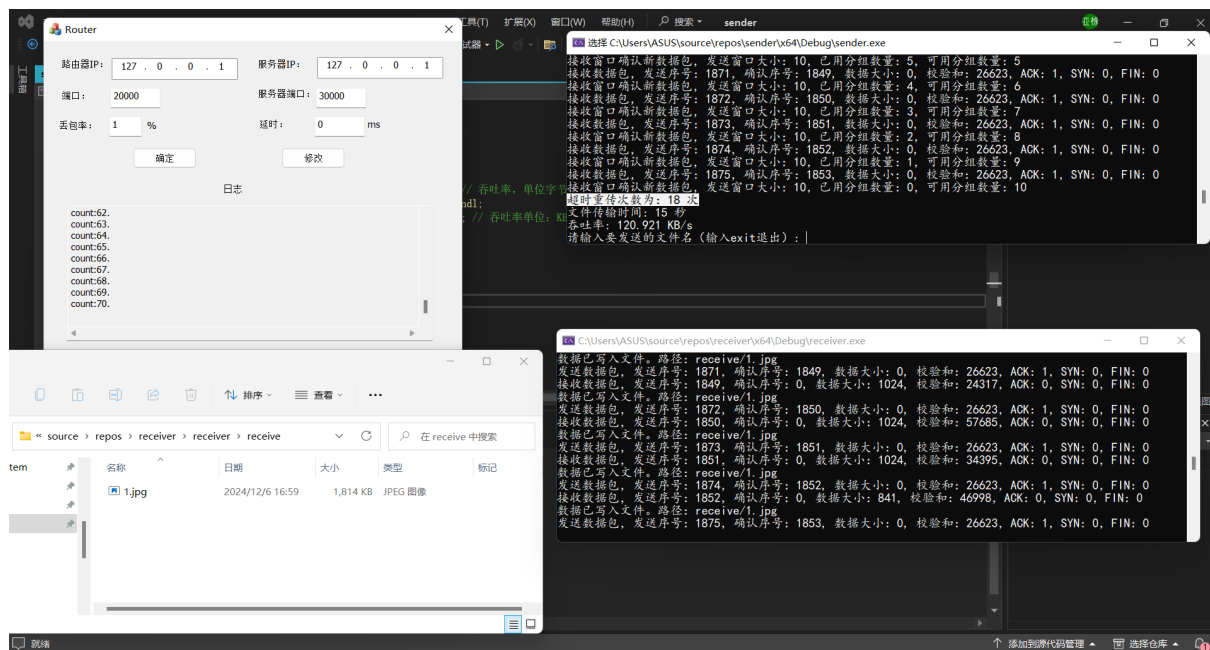 工具(T) 扩展(X) 窗口(W) 帮助(H) 搜索 sender 亚榕
Router
路由器IP: 127 . 0 . 0 . 1 服务器IP: 127 . 0 . 0 . 1
端口: 20000 服务器端口: 30000
丢包率: 1 % 延时: 0 ms
确定 修改
日志
count:62.
count:63.
count:64.
count:65.
count:66.
count:67.
count:68.
count:69.
count:70.
试器
工具箱
// 吞吐率，单位字节
ndl;
; // 吞吐率单位: KB
选择 C:\Users\ASUS\source\repos\sender\x64\Debug\sender.exe
接收窗口确认新数据包, 发送窗口大小: 10, 已用分组数量: 5, 可用分组数量: 5
接收数据包, 发送序号: 1871, 确认序号: 1849, 数据大小: 0, 校验和: 26623, ACK: 1, SYN: 0, FIN: 0
接收窗口确认新数据包, 发送窗口大小: 10, 已用分组数量: 4, 可用分组数量: 6
接收数据包, 发送序号: 1872, 确认序号: 1850, 数据大小: 0, 校验和: 26623, ACK: 1, SYN: 0, FIN: 0
接收窗口确认新数据包, 发送窗口大小: 10, 已用分组数量: 3, 可用分组数量: 7
接收数据包, 发送序号: 1873, 确认序号: 1851, 数据大小: 0, 校验和: 26623, ACK: 1, SYN: 0, FIN: 0
接收窗口确认新数据包, 发送窗口大小: 10, 已用分组数量: 2, 可用分组数量: 8
接收数据包, 发送序号: 1874, 确认序号: 1852, 数据大小: 0, 校验和: 26623, ACK: 1, SYN: 0, FIN: 0
接收窗口确认新数据包, 发送窗口大小: 10, 已用分组数量: 1, 可用分组数量: 9
接收数据包, 发送序号: 1875, 确认序号: 1853, 数据大小: 0, 校验和: 26623, ACK: 1, SYN: 0, FIN: 0
接收窗口确认新数据包, 发送窗口大小: 10, 已用分组数量: 0, 可用分组数量: 10
超时重传次数为: 18 次
文件传输时间: 15 秒
吞吐率: 120.921 KB/s
请输入要发送的文件名（输入exit退出）:
C:\Users\ASUS\source\repos\receiver\x64\Debug\receiver.exe
数据已写入文件。路径: receive/1.jpg
发送数据包, 发送序号: 1871, 确认序号: 1849, 数据大小: 0, 校验和: 26623, ACK: 1, SYN: 0, FIN: 0
接收数据包, 发送序号: 1849, 确认序号: 0, 数据大小: 1024, 校验和: 24317, ACK: 0, SYN: 0, FIN: 0
数据已写入文件。路径: receive/1.jpg
发送数据包, 发送序号: 1872, 确认序号: 1850, 数据大小: 0, 校验和: 26623, ACK: 1, SYN: 0, FIN: 0
接收数据包, 发送序号: 1850, 确认序号: 0, 数据大小: 1024, 校验和: 57685, ACK: 0, SYN: 0, FIN: 0
数据已写入文件。路径: receive/1.jpg
发送数据包, 发送序号: 1873, 确认序号: 1851, 数据大小: 0, 校验和: 26623, ACK: 1, SYN: 0, FIN: 0
接收数据包, 发送序号: 1851, 确认序号: 0, 数据大小: 1024, 校验和: 34395, ACK: 0, SYN: 0, FIN: 0
数据已写入文件。路径: receive/1.jpg
发送数据包, 发送序号: 1874, 确认序号: 1852, 数据大小: 0, 校验和: 26623, ACK: 1, SYN: 0, FIN: 0
接收数据包, 发送序号: 1852, 确认序号: 0, 数据大小: 841, 校验和: 46998, ACK: 0, SYN: 0, FIN: 0
数据已写入文件。路径: receive/1.jpg
发送数据包, 发送序号: 1875, 确认序号: 1853, 数据大小: 0, 校验和: 26623, ACK: 1, SYN: 0, FIN: 0
排序 查看 ...
« source › repos › receiver › receiver › receive 在 receive 中搜索
tem 名称 日期 大小 类型 标记
1.jpg 2024/12/6 16:59 1,814 KB JPEG 图像
就绪 添加到源代码管理 选择仓库 1